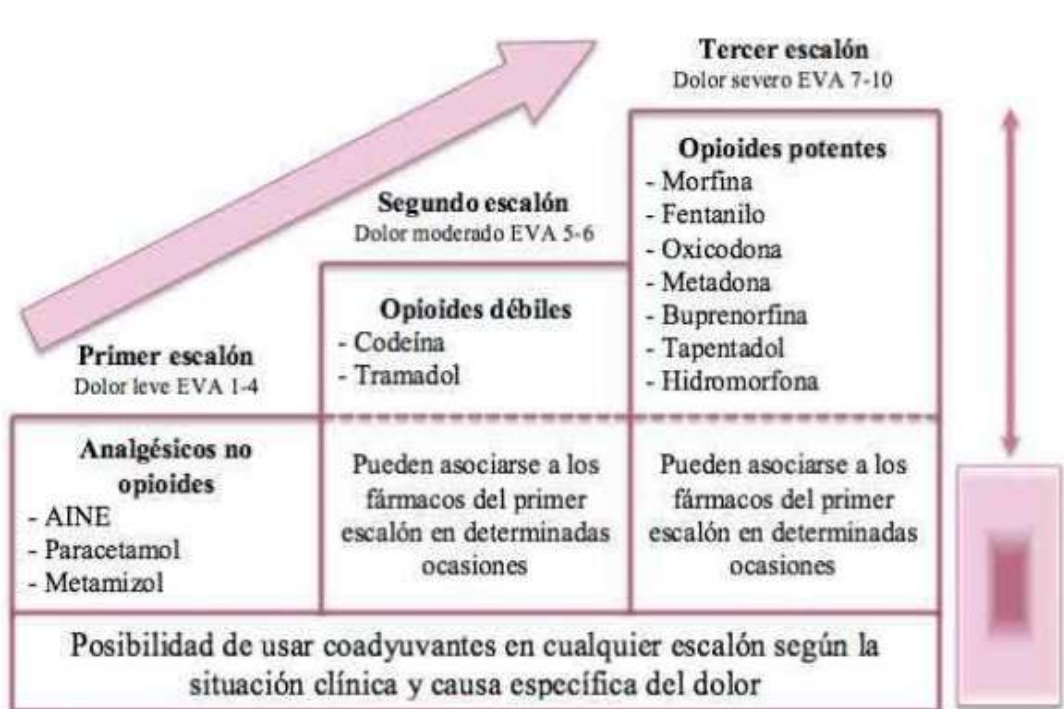 Tercer escalón
Dolor severo EVA 7-10
Opioides potentes
- Morfina
- Fentanilo
- Oxicodona
- Metadona
- Buprenorfina
- Tapentadol
- Hidromorfona
Pueden asociarse a los
fármacos del primer
escalón en determinadas
ocasiones
Segundo escalón
Dolor moderado EVA 5-6
Opioides débiles
- Codeína
- Tramadol
Pueden asociarse a los
fármacos del primer
escalón en determinadas
ocasiones
Primer escalón
Dolor leve EVA 1-4
Analgésicos no
opioides
- AINE
- Paracetamol
- Metamizol
Posibilidad de usar coadyuvantes en cualquier escalón según la
situación clínica y causa específica del dolor